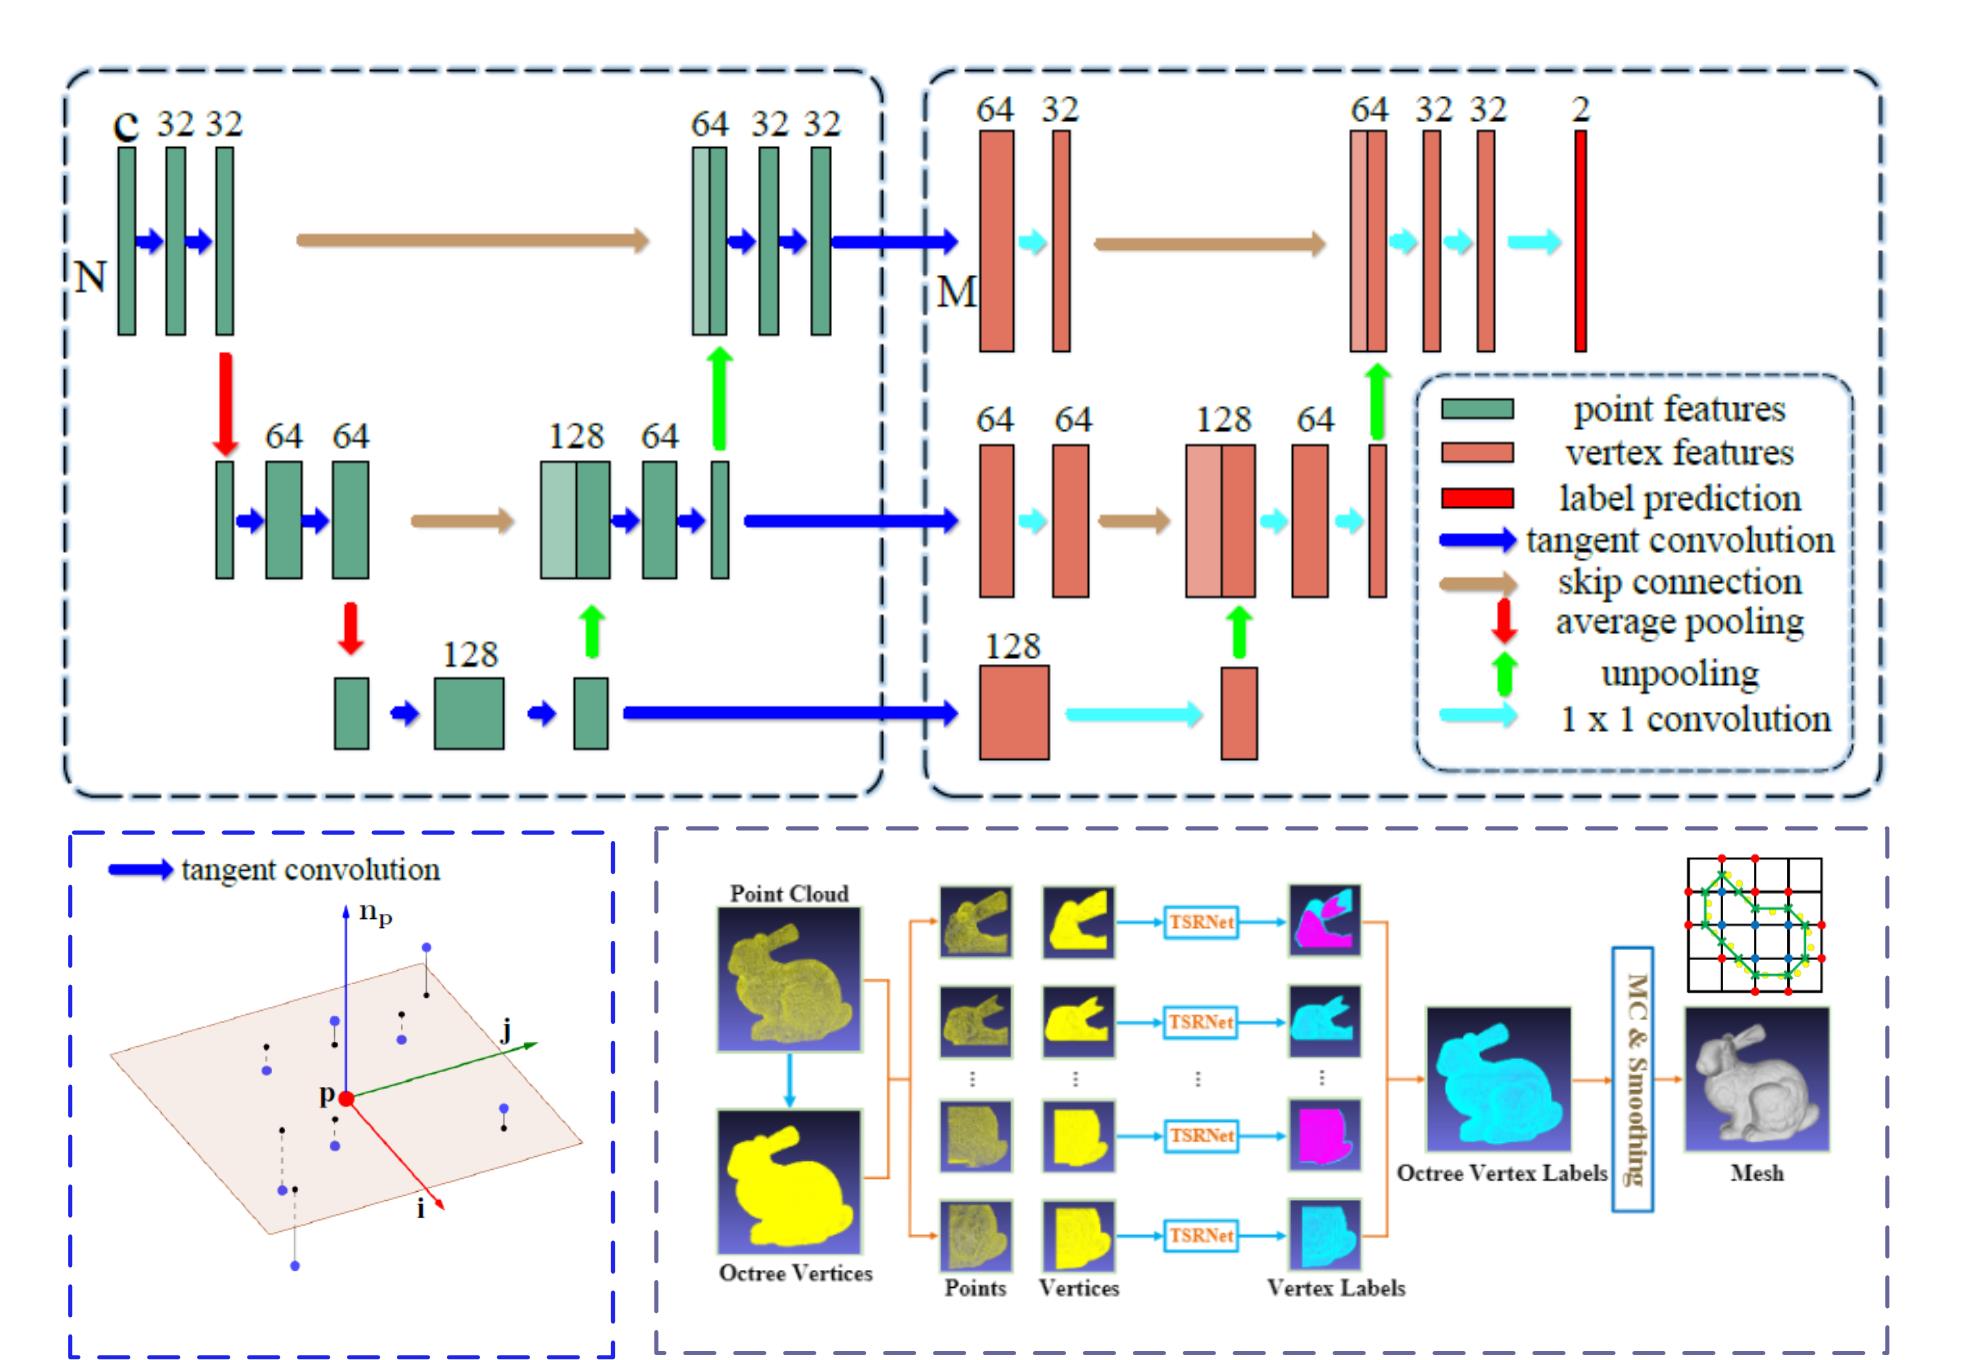 C 32 32
64 32 32
N
64 64
128 64
128
64 32
64 32 32
2
M
64 64
128 64
128
point features
vertex features
label prediction
tangent convolution
skip connection
average pooling
unpooling
1 x 1 convolution
tangent convolution
n_p
j
p
i
Point Cloud
Octree Vertices
TSRNet
TSRNet
TSRNet
TSRNet
Points
Vertices
Vertex Labels
Octree Vertex Labels
MC & Smoothing
Mesh